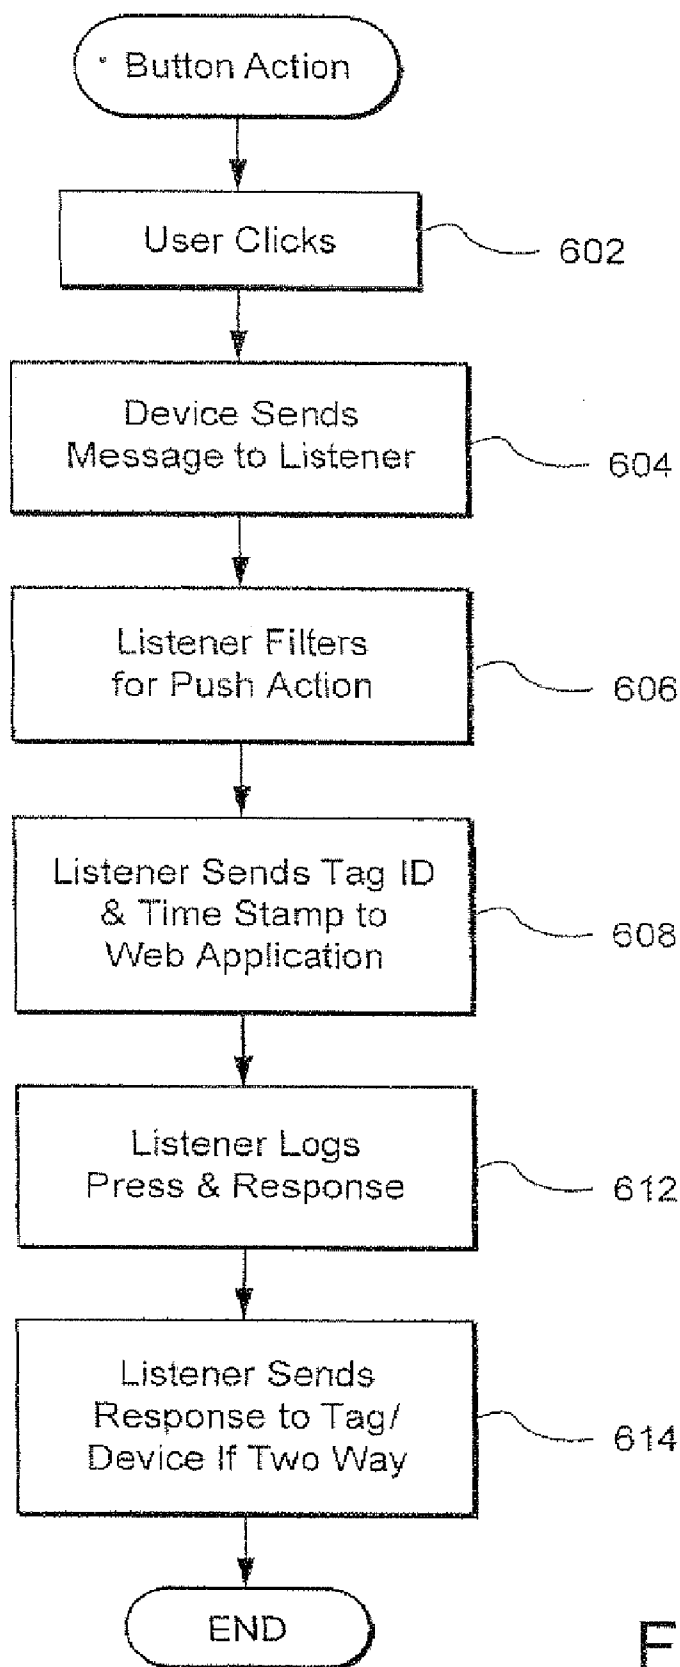 Button Action
User Clicks
602
Device Sends
Message to Listener
604
Listener Filters
for Push Action
606
Listener Sends Tag ID
& Time Stamp to
Web Application
608
Listener Logs
Press & Response
612
Listener Sends
Response to Tag/
Device If Two Way
614
END